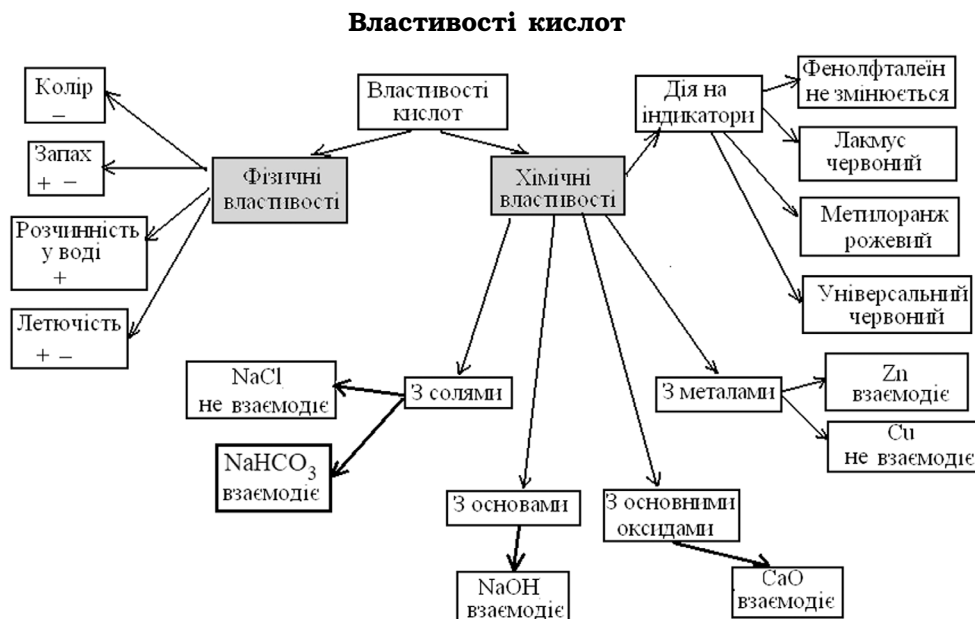 Властивості кислот
Колір
–
Запах
+ –
Розчинність
у воді
+
Летючість
+ –
Властивості
кислот
Фізичні
властивості
Хімічні
властивості
Дія на
індикатори
Фенолфталеїн
не змінюється
Лакмус
червоний
Метилоранж
рожевий
Універсальний
червоний
З солями
NaCl
не взаємодіє
NaHCO₃
взаємодіє
З основами
NaOH
взаємодіє
З основними
оксидами
CaO
взаємодіє
З металами
Zn
взаємодіє
Cu
не взаємодіє